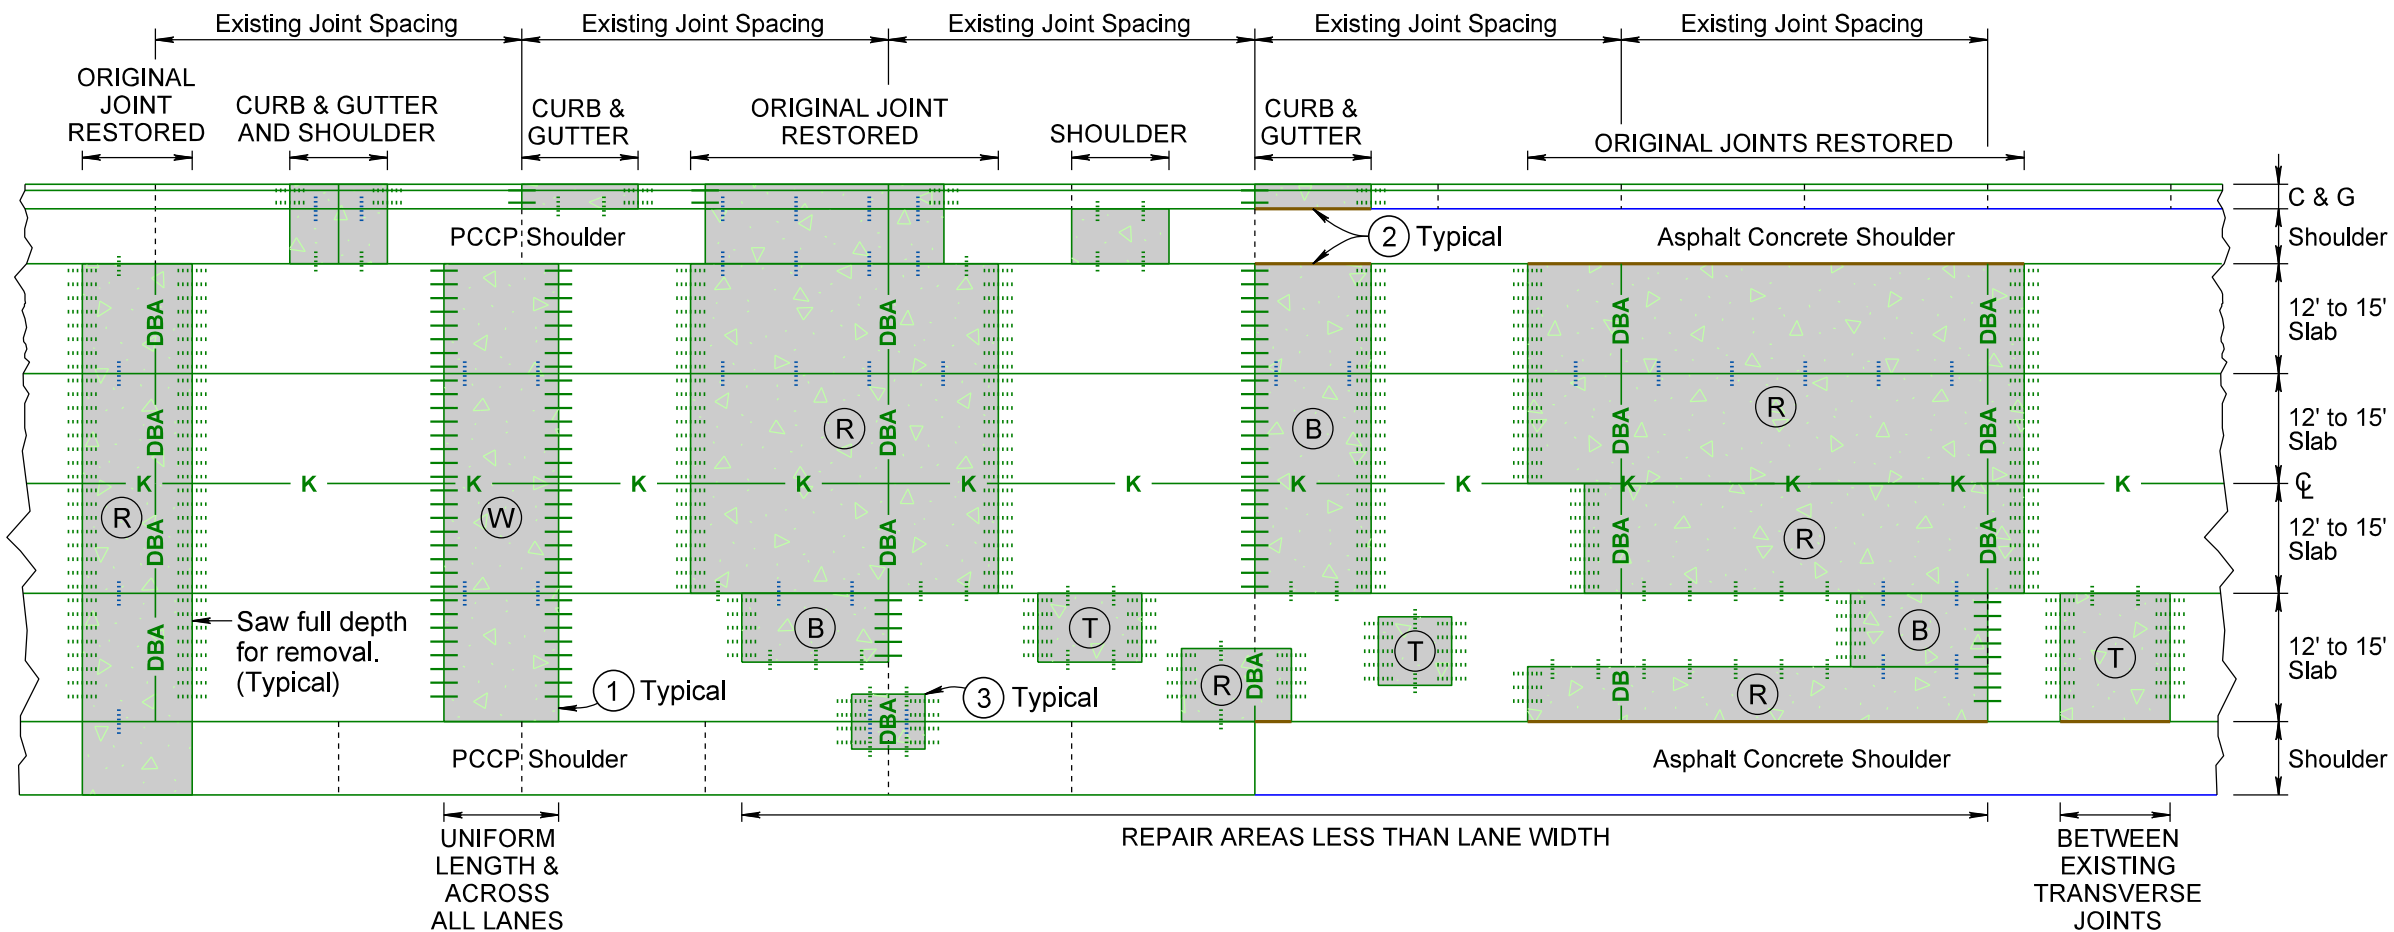 Existing Joint Spacing
Existing Joint Spacing
Existing Joint Spacing
Existing Joint Spacing
Existing Joint Spacing
ORIGINAL
JOINT
RESTORED
CURB & GUTTER
AND SHOULDER
CURB &
GUTTER
ORIGINAL JOINT
RESTORED
SHOULDER
CURB &
GUTTER
ORIGINAL JOINTS RESTORED
C & G
PCCP Shoulder
2 Typical
Asphalt Concrete Shoulder
Shoulder
DBA
DBA
DBA
DBA
12' to 15'
Slab
DBA
DBA
DBA
DBA
R
B
R
12' to 15'
Slab
K
K
K
K
K
K
K
K
K
K
K
K
K
℄
R
W
R
DBA
DBA
DBA
DBA
12' to 15'
Slab
Saw full depth
for removal.
(Typical)
DBA
B
T
T
B
T
12' to 15'
Slab
1 Typical
3 Typical
R
DBA
DB
R
DBA
PCCP Shoulder
Asphalt Concrete Shoulder
Shoulder
UNIFORM
LENGTH &
ACROSS
ALL LANES
REPAIR AREAS LESS THAN LANE WIDTH
BETWEEN
EXISTING
TRANSVERSE
JOINTS